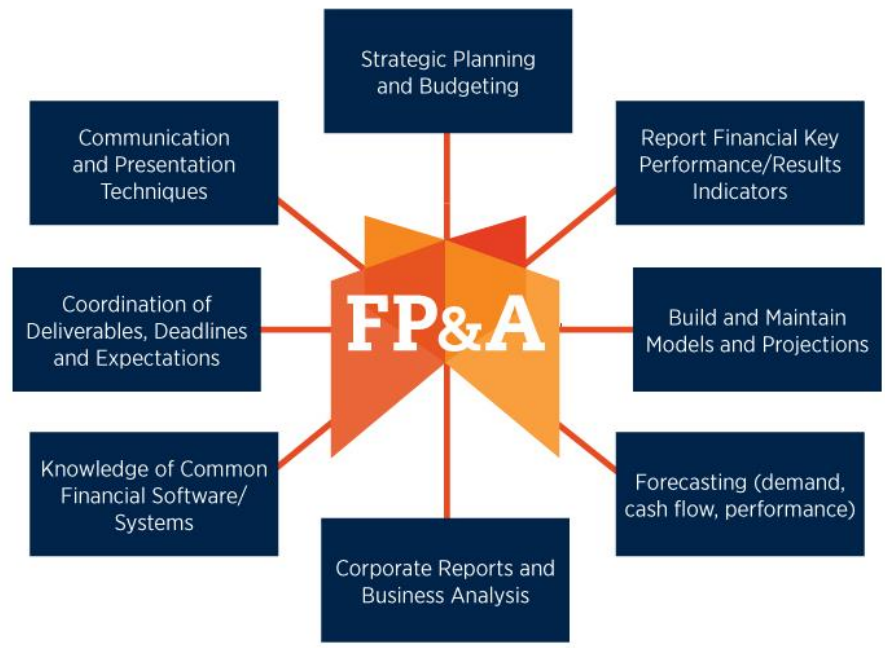 Strategic Planning
and Budgeting
Communication
and Presentation
Techniques
Report Financial Key
Performance/Results
Indicators
Coordination of
Deliverables, Deadlines
and Expectations
FP&A
Build and Maintain
Models and Projections
Knowledge of Common
Financial Software/
Systems
Forecasting (demand,
cash flow, performance)
Corporate Reports and
Business Analysis